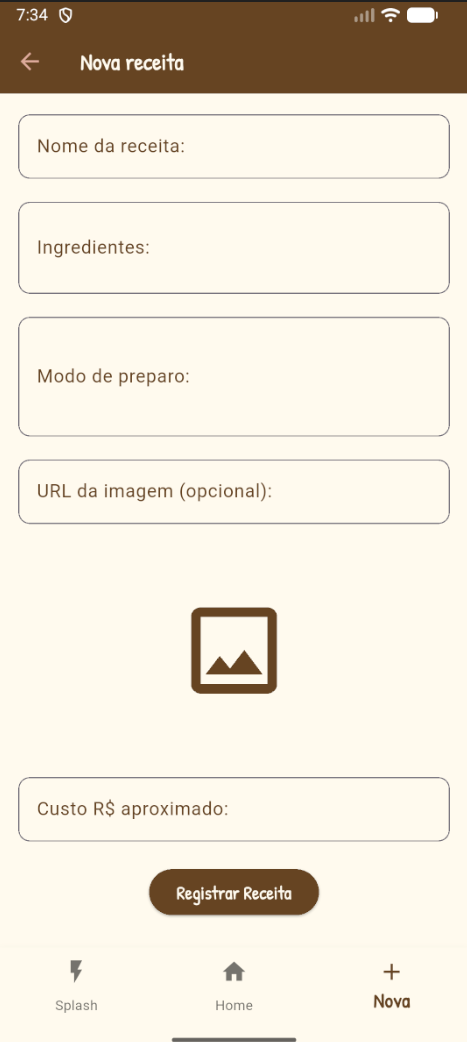 7:34
Nova receita
Nome da receita:
Ingredientes:
Modo de preparo:
URL da imagem (opcional):
Custo R$ aproximado:
Registrar Receita
Splash
Home
Nova